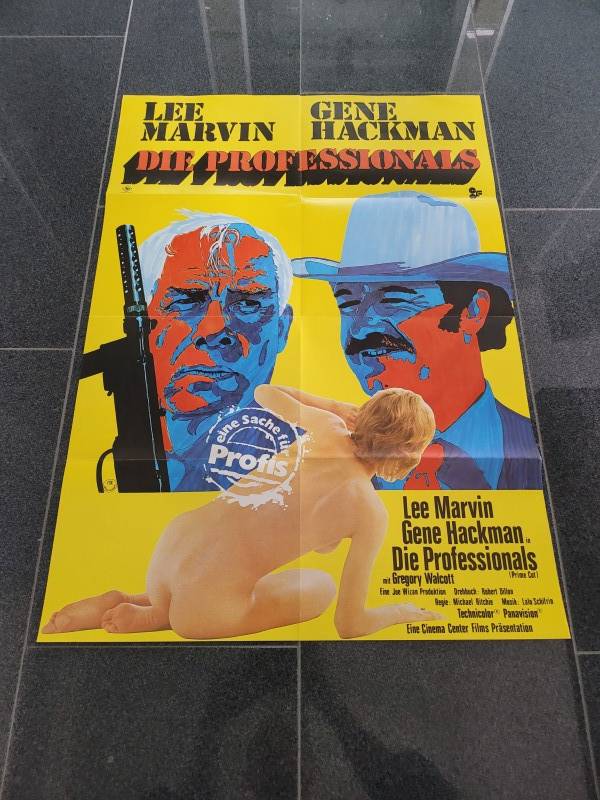 LEE GENE
MARVIN HACKMAN
DIE PROFESSIONALS
eine Sache für
Profis
Lee Marvin
Gene Hackman in
Die Professionals
(Prime Cut)
mit Gregory Walcott
Eine Joe Wizan Produktion Drehbuch: Robert Dillon
Regie: Michael Ritchie Musik: Lalo Schifrin
Technicolor® Panavision®
Eine Cinema Center Films Präsentation